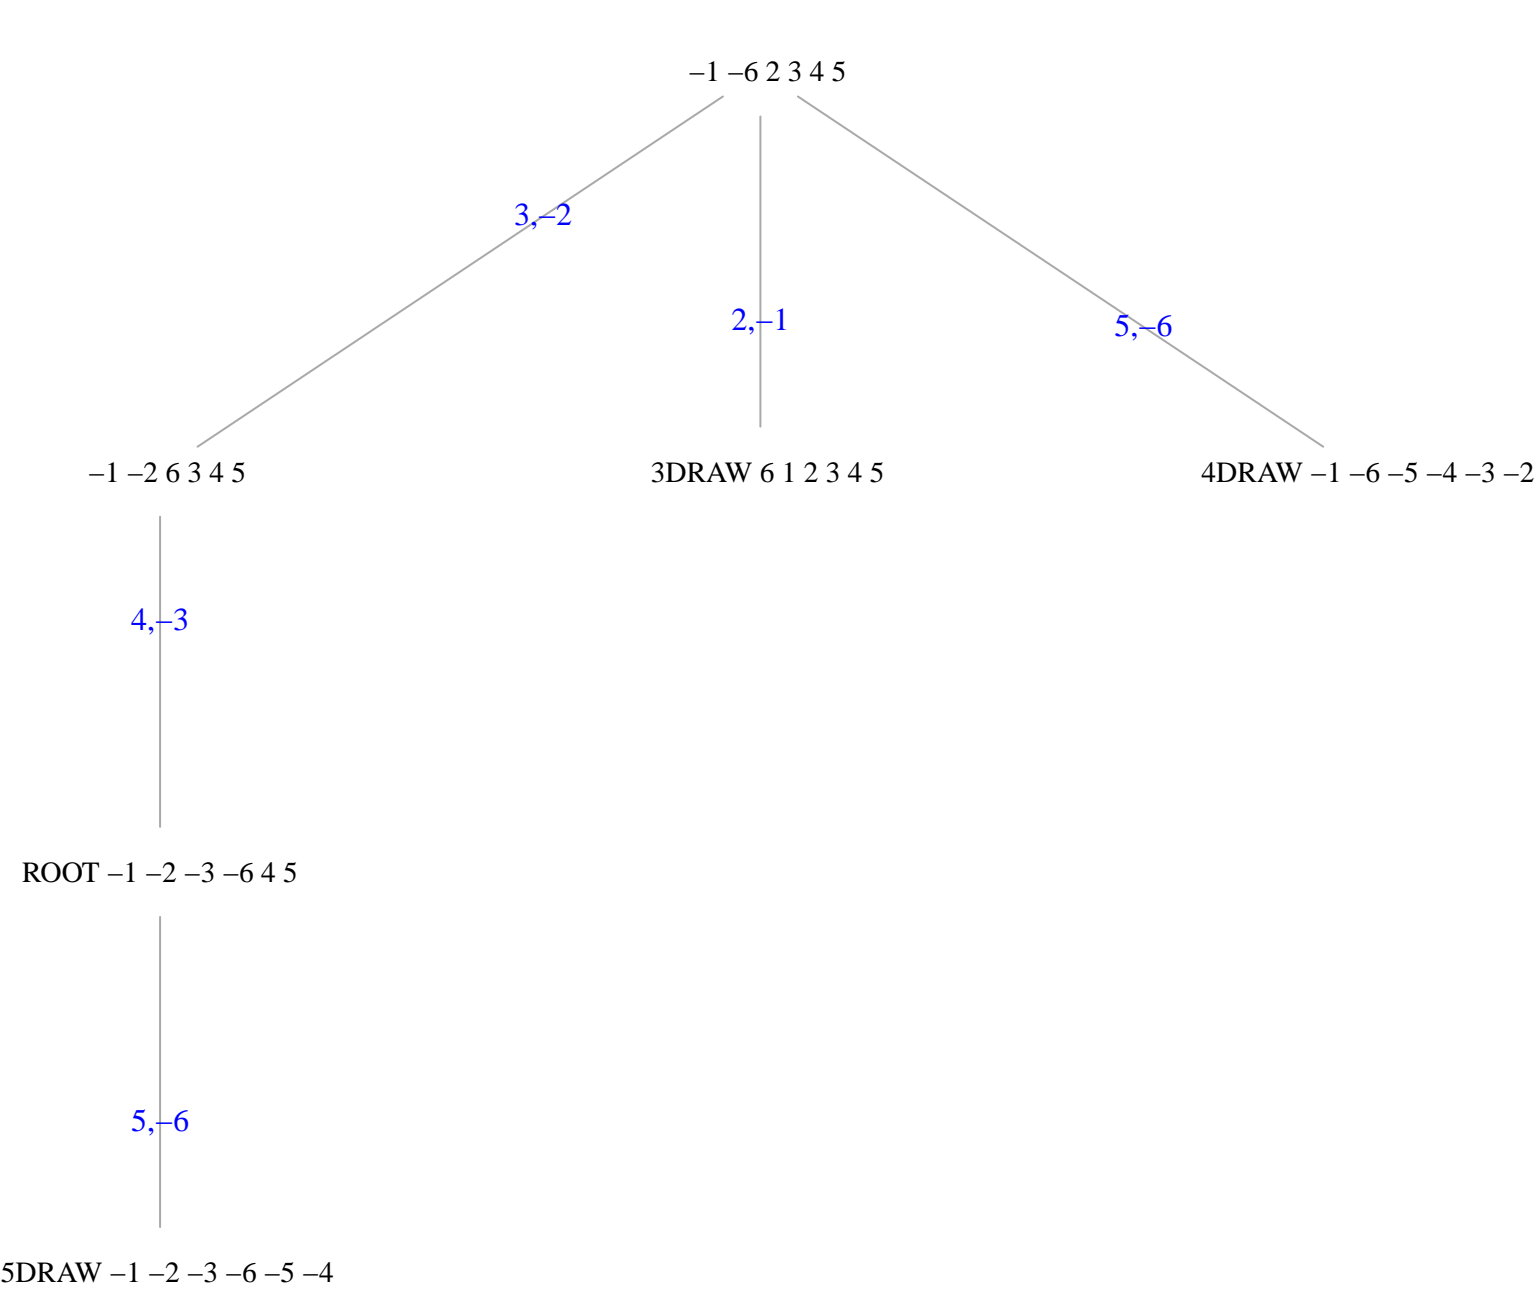 –1 –6 2 3 4 5
3,–2
2,–1
5,–6
–1 –2 6 3 4 5
3DRAW 6 1 2 3 4 5
4DRAW –1 –6 –5 –4 –3 –2
4,–3
ROOT –1 –2 –3 –6 4 5
5,–6
5DRAW –1 –2 –3 –6 –5 –4